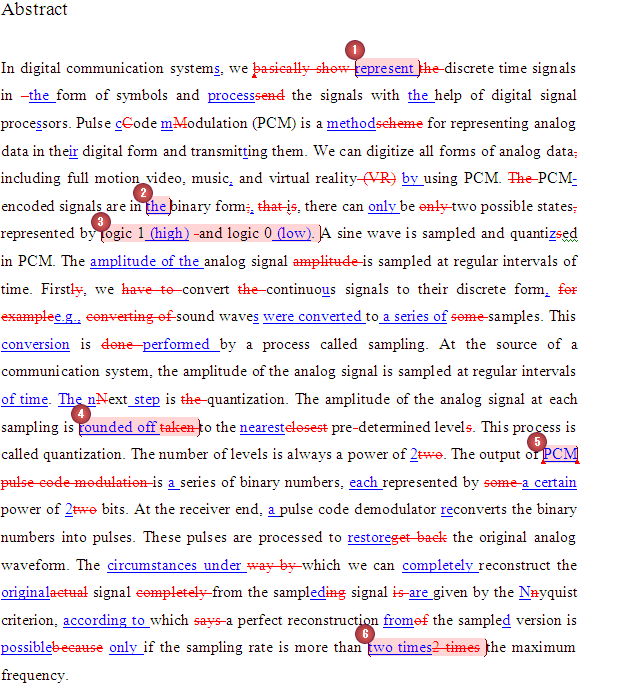 Abstract
1
In digital communication systems, we basically show represent the discrete time signals
in the form of symbols and processsend the signals with the help of digital signal
processors. Pulse cCode mModulation (PCM) is a methodscheme for representing analog
data in their digital form and transmitting them. We can digitize all forms of analog data,
including full motion video, music, and virtual reality (VR) by using PCM. The PCM-
2
encoded signals are in the binary form;, that is, there can only be only two possible states,
3
represented by logic 1 (high) and logic 0 (low). A sine wave is sampled and quantizsed
in PCM. The amplitude of the analog signal amplitude is sampled at regular intervals of
time. Firstly, we have to convert the continuous signals to their discrete form, for
examplee.g., converting of sound waves were converted to a series of some samples. This
conversion is done performed by a process called sampling. At the source of a
communication system, the amplitude of the analog signal is sampled at regular intervals
of time. The nNext step is the quantization. The amplitude of the analog signal at each
4
sampling is rounded off taken to the nearestclosest pre-determined levels. This process is
5
called quantization. The number of levels is always a power of 2two. The output of PCM
pulse code modulation is a series of binary numbers, each represented by some a certain
power of 2two bits. At the receiver end, a pulse code demodulator reconverts the binary
numbers into pulses. These pulses are processed to restoreget back the original analog
waveform. The circumstances under way by which we can completely reconstruct the
originalactual signal completely from the sampleding signal is are given by the Nnyquist
criterion, according to which says a perfect reconstruction fromof the sampled version is
6
possiblebecause only if the sampling rate is more than two times2 times the maximum
frequency.